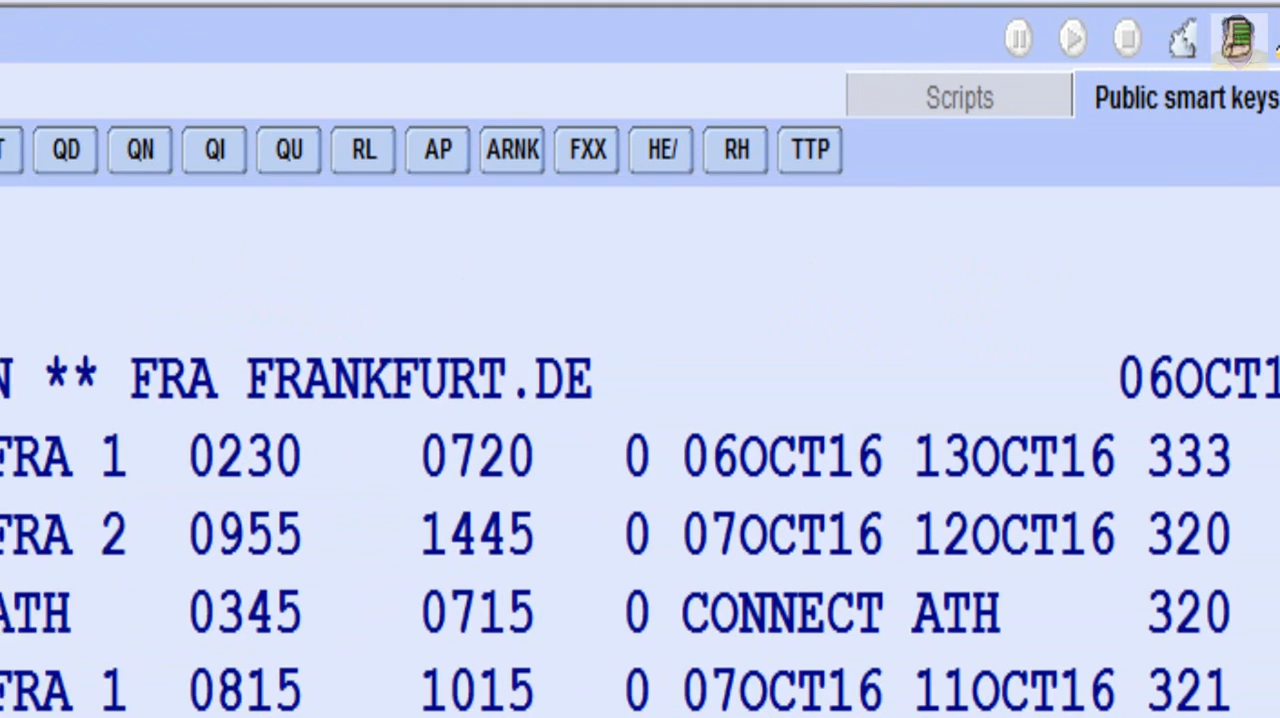 Scripts Public smart keys
T QD QN QI QU RL AP ARNK FXX HE/ RH TTP
N ** FRA FRANKFURT.DE 06OCT1
FRA 1 0230 0720 0 06OCT16 13OCT16 333
FRA 2 0955 1445 0 07OCT16 12OCT16 320
ATH 0345 0715 0 CONNECT ATH 320
FRA 1 0815 1015 0 07OCT16 11OCT16 321